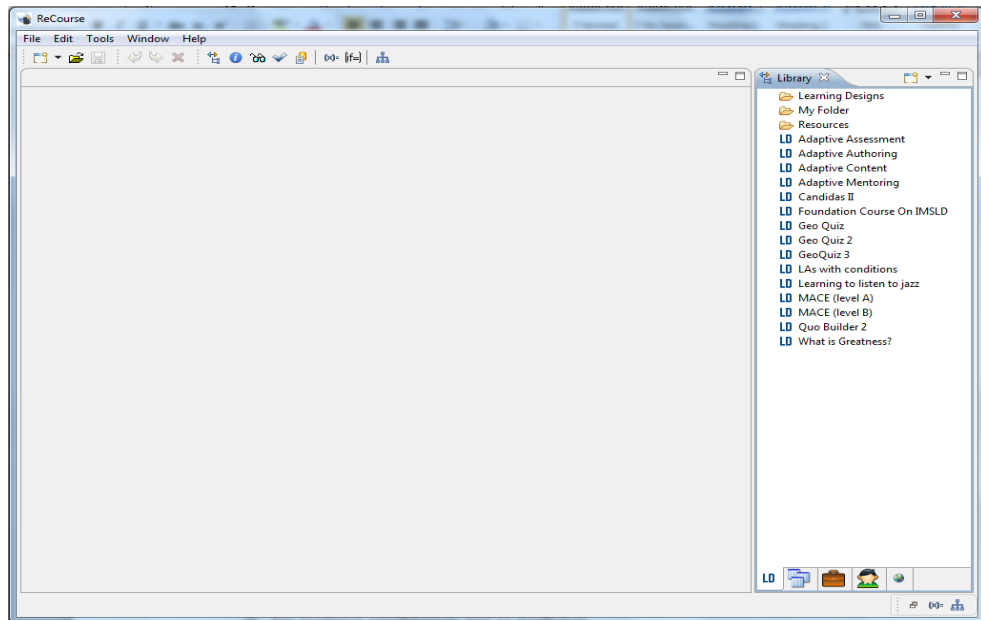 ReCourse
File Edit Tools Window Help
(x)= [if=]
Library
Learning Designs
My Folder
Resources
LD Adaptive Assessment
LD Adaptive Authoring
LD Adaptive Content
LD Adaptive Mentoring
LD Candidas II
LD Foundation Course On IMSLD
LD Geo Quiz
LD Geo Quiz 2
LD GeoQuiz 3
LD LAs with conditions
LD Learning to listen to jazz
LD MACE (level A)
LD MACE (level B)
LD Quo Builder 2
LD What is Greatness?
LD
(x)=